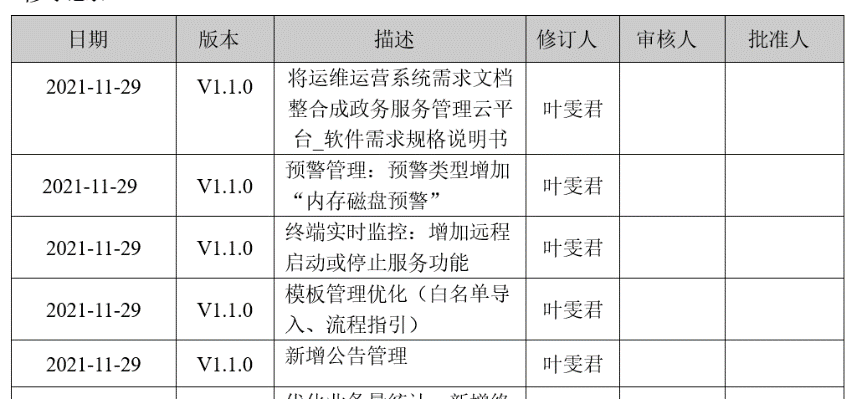 日期 版本 描述 修订人 审核人 批准人
2021-11-29 V1.1.0 将运维运营系统需求文档
整合成政务服务管理云平
台_软件需求规格说明书 叶雯君
2021-11-29 V1.1.0 预警管理：预警类型增加
“内存磁盘预警” 叶雯君
2021-11-29 V1.1.0 终端实时监控：增加远程
启动或停止服务功能 叶雯君
2021-11-29 V1.1.0 模板管理优化（白名单导
入、流程指引） 叶雯君
2021-11-29 V1.1.0 新增公告管理 叶雯君